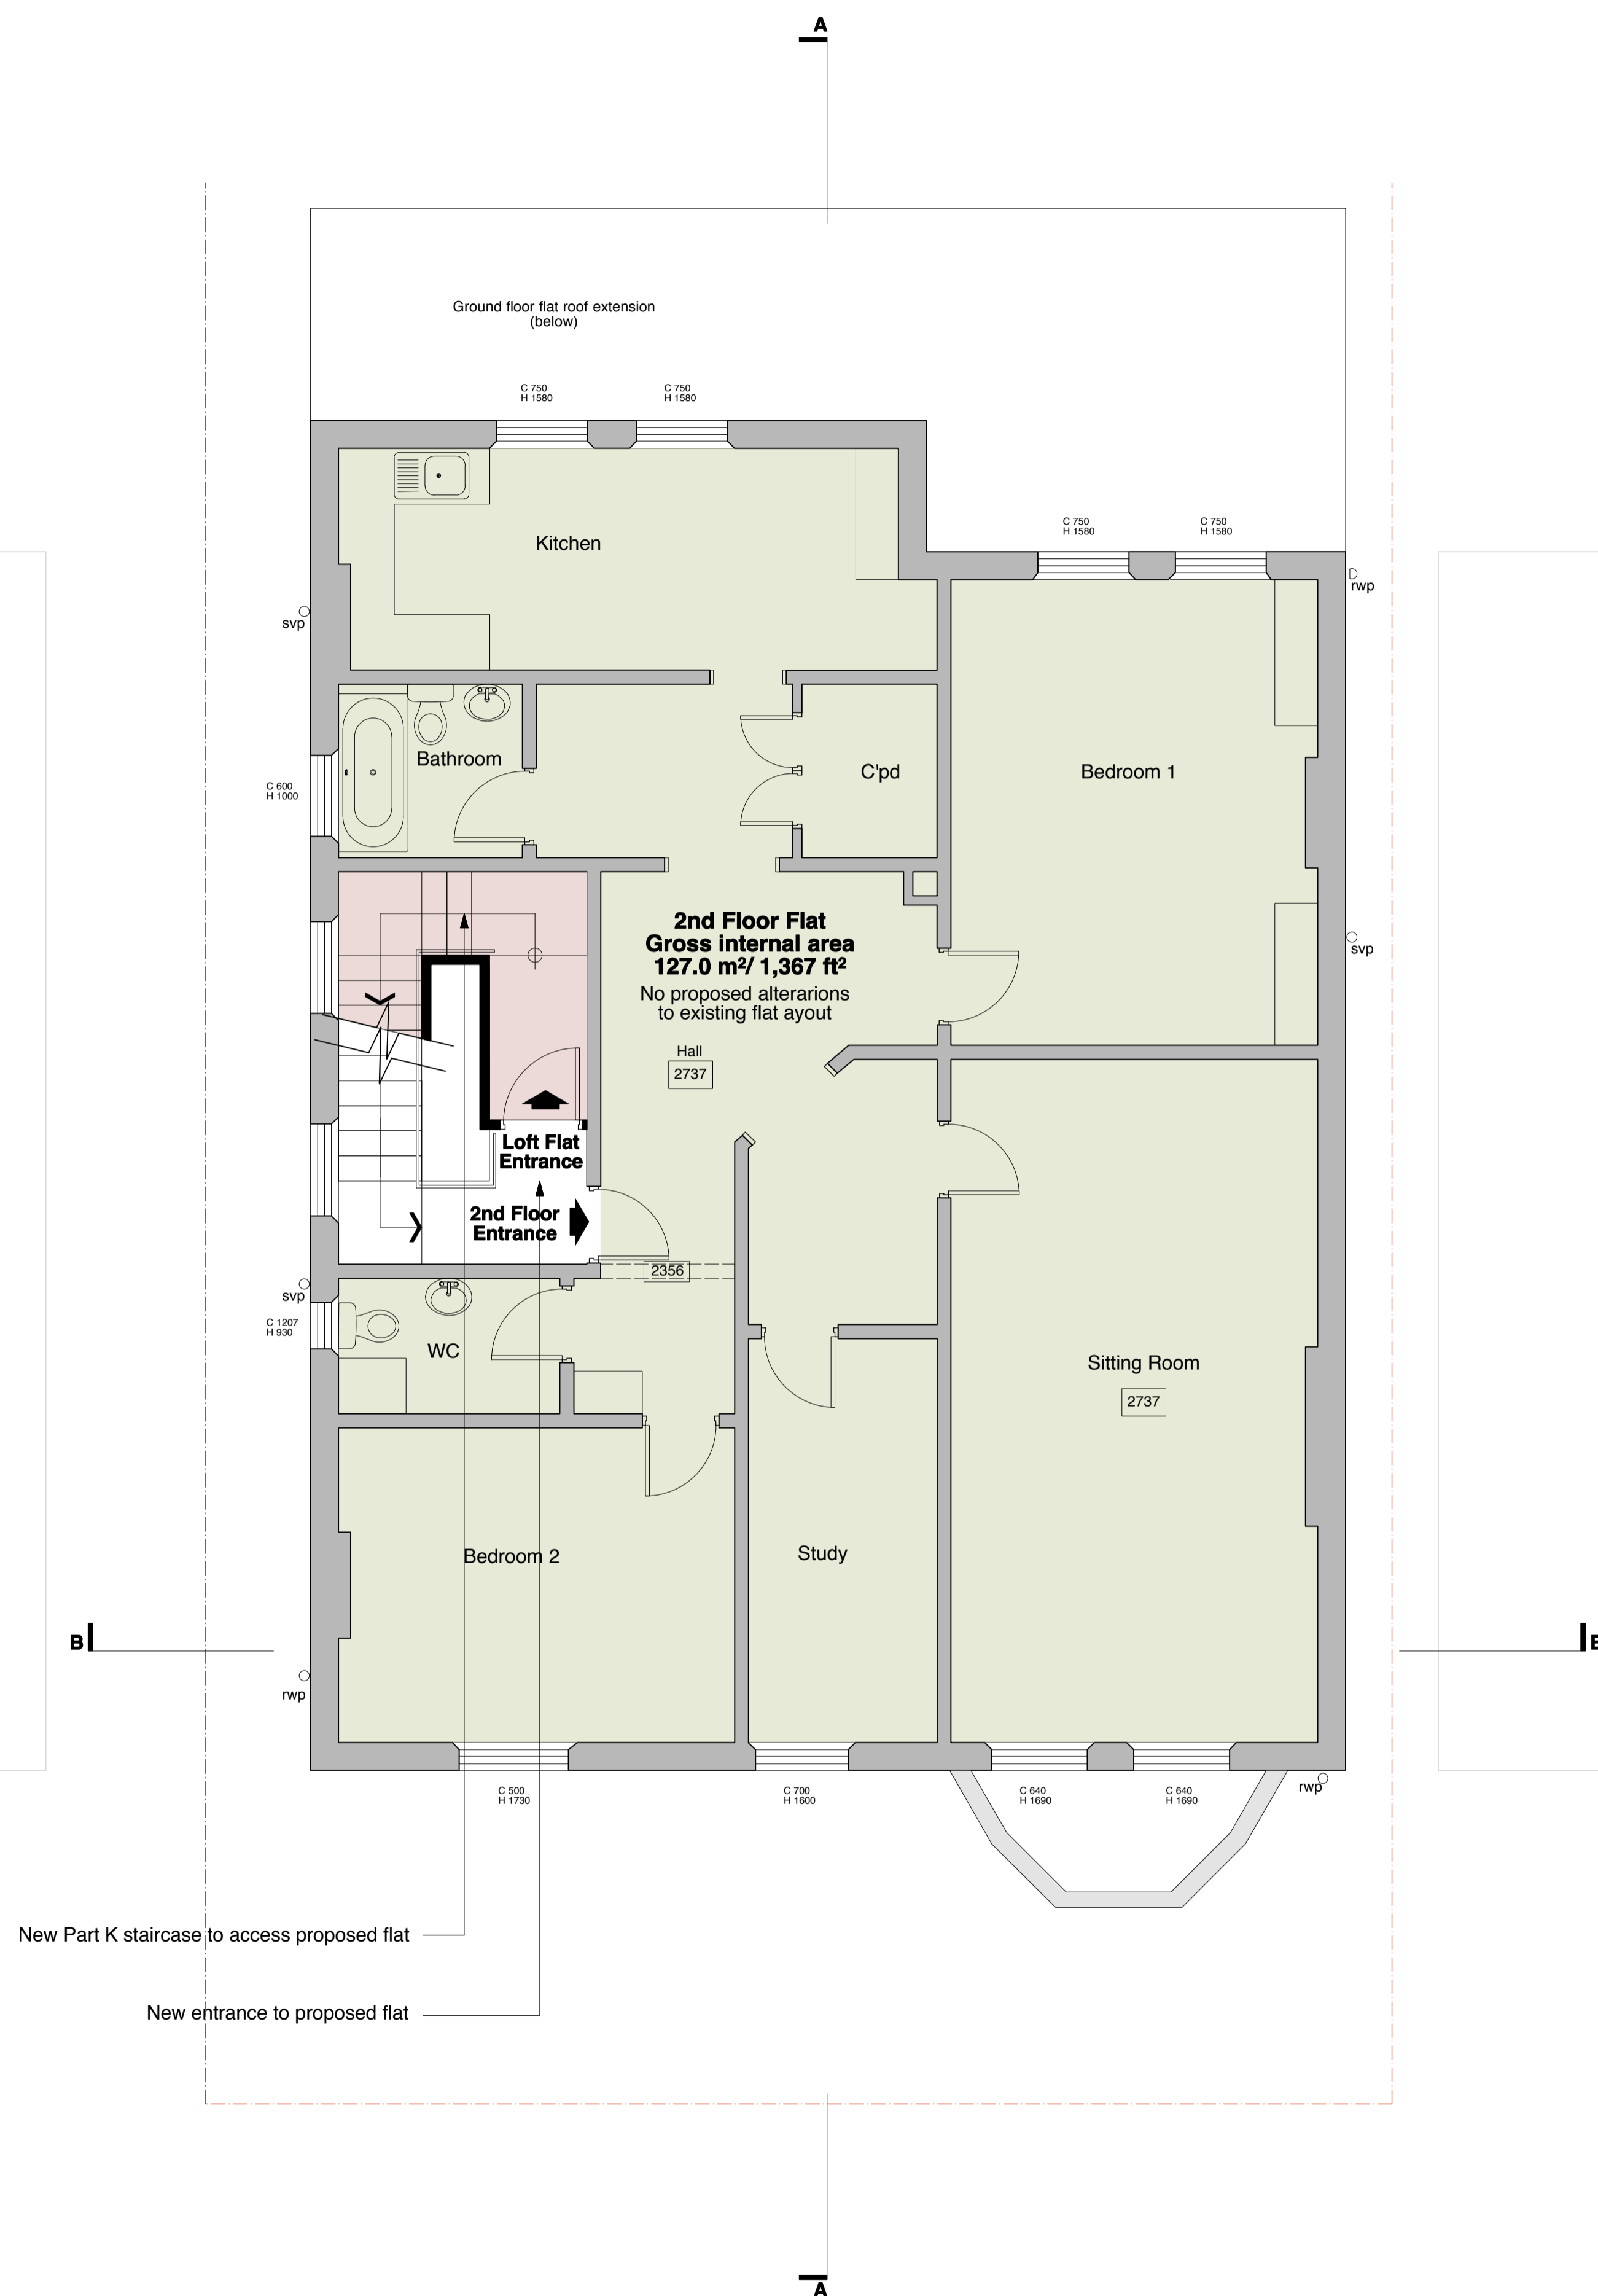 A
Ground floor flat roof extension
(below)
C 750
H 1580
C 750
H 1580
C 750
H 1580
C 750
H 1580
Kitchen
rwp
svp
Bathroom
C'pd
Bedroom 1
C 600
H 1000
2nd Floor Flat
Gross internal area
127.0 m²/ 1,367 ft²
No proposed alterarions
to existing flat ayout
svp
Hall
2737
Loft Flat
Entrance
2nd Floor
Entrance
2356
svp
C 1207
H 930
WC
Sitting Room
2737
Bedroom 2
Study
B
B
rwp
C 500
H 1730
C 700
H 1600
C 640
H 1690
C 640
H 1690
rwp
New Part K staircase to access proposed flat
New entrance to proposed flat
A